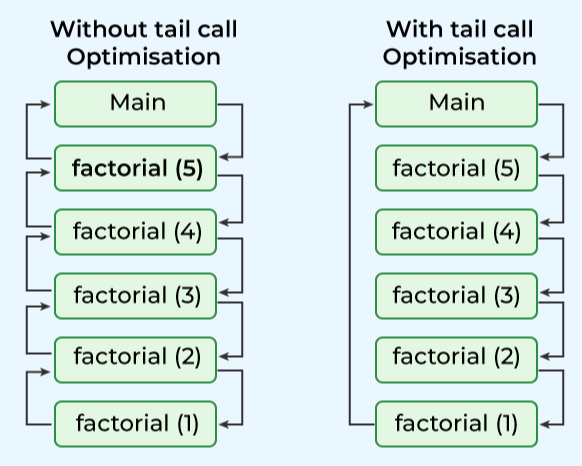 Without tail call
Optimisation
Main
factorial (5)
factorial (4)
factorial (3)
factorial (2)
factorial (1)
With tail call
Optimisation
Main
factorial (5)
factorial (4)
factorial (3)
factorial (2)
factorial (1)